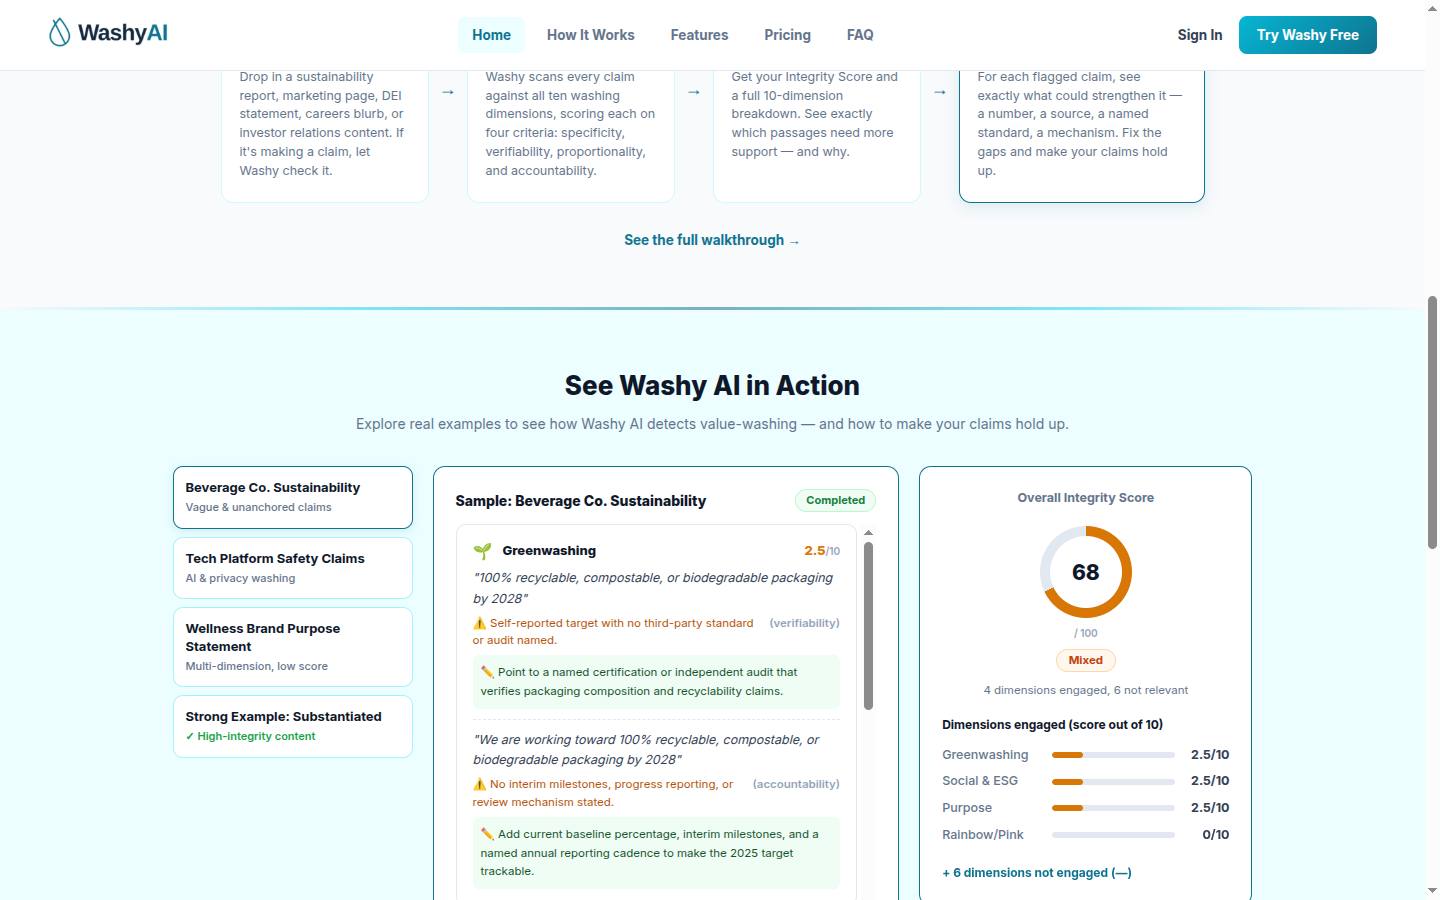 WashyAI
Home
How It Works
Features
Pricing
FAQ
Sign In
Try Washy Free
Drop in a sustainability
report, marketing page, DEI
statement, careers blurb, or
investor relations content. If
it's making a claim, let
Washy check it.
→
Washy scans every claim
against all ten washing
dimensions, scoring each on
four criteria: specificity,
verifiability, proportionality,
and accountability.
→
Get your Integrity Score and
a full 10-dimension
breakdown. See exactly
which passages need more
support — and why.
→
For each flagged claim, see
exactly what could strengthen it —
a number, a source, a named
standard, a mechanism. Fix the
gaps and make your claims hold
up.
See the full walkthrough →
See Washy AI in Action
Explore real examples to see how Washy AI detects value-washing — and how to make your claims hold up.
Beverage Co. Sustainability
Vague & unanchored claims
Tech Platform Safety Claims
AI & privacy washing
Wellness Brand Purpose
Statement
Multi-dimension, low score
Strong Example: Substantiated
✓ High-integrity content
Sample: Beverage Co. Sustainability
Completed
🌱 Greenwashing
2.5/10
"100% recyclable, compostable, or biodegradable packaging
by 2028"
⚠️ Self-reported target with no third-party standard
or audit named.
(verifiability)
✏️ Point to a named certification or independent audit that
verifies packaging composition and recyclability claims.
"We are working toward 100% recyclable, compostable, or
biodegradable packaging by 2028"
⚠️ No interim milestones, progress reporting, or
review mechanism stated.
(accountability)
✏️ Add current baseline percentage, interim milestones, and a
named annual reporting cadence to make the 2025 target
trackable.
Overall Integrity Score
68
/ 100
Mixed
4 dimensions engaged, 6 not relevant
Dimensions engaged (score out of 10)
Greenwashing 2.5/10
Social & ESG 2.5/10
Purpose 2.5/10
Rainbow/Pink 0/10
+ 6 dimensions not engaged (—)